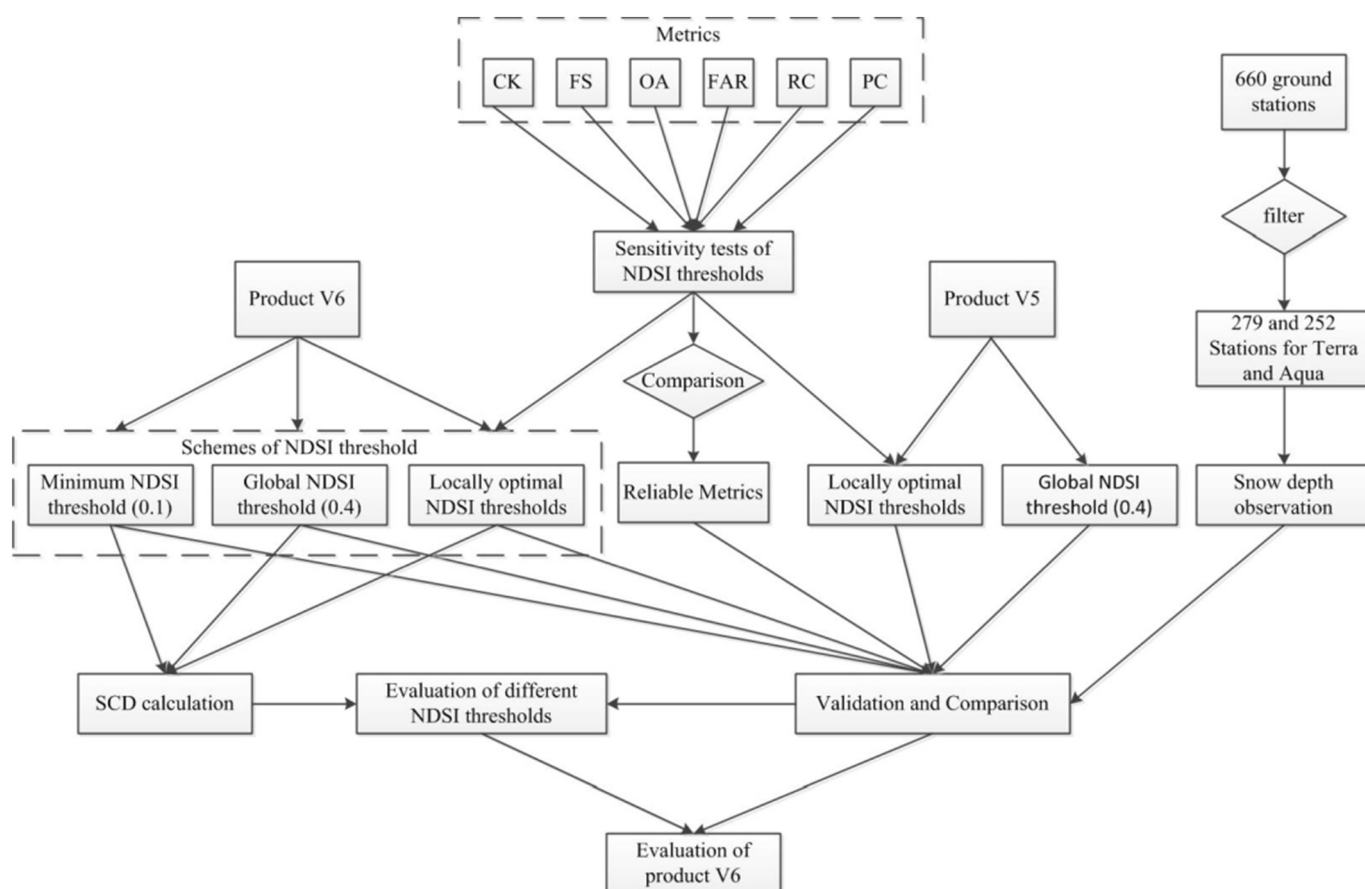 Metrics
CK
FS
OA
FAR
RC
PC
660 ground
stations
filter
Sensitivity tests of
NDSI thresholds
Product V6
Product V5
279 and 252
Stations for Terra
and Aqua
Comparison
Schemes of NDSI threshold
Minimum NDSI
threshold (0.1)
Global NDSI
threshold (0.4)
Locally optimal
NDSI thresholds
Reliable Metrics
Locally optimal
NDSI thresholds
Global NDSI
threshold (0.4)
Snow depth
observation
SCD calculation
Evaluation of different
NDSI thresholds
Validation and Comparison
Evaluation of
product V6